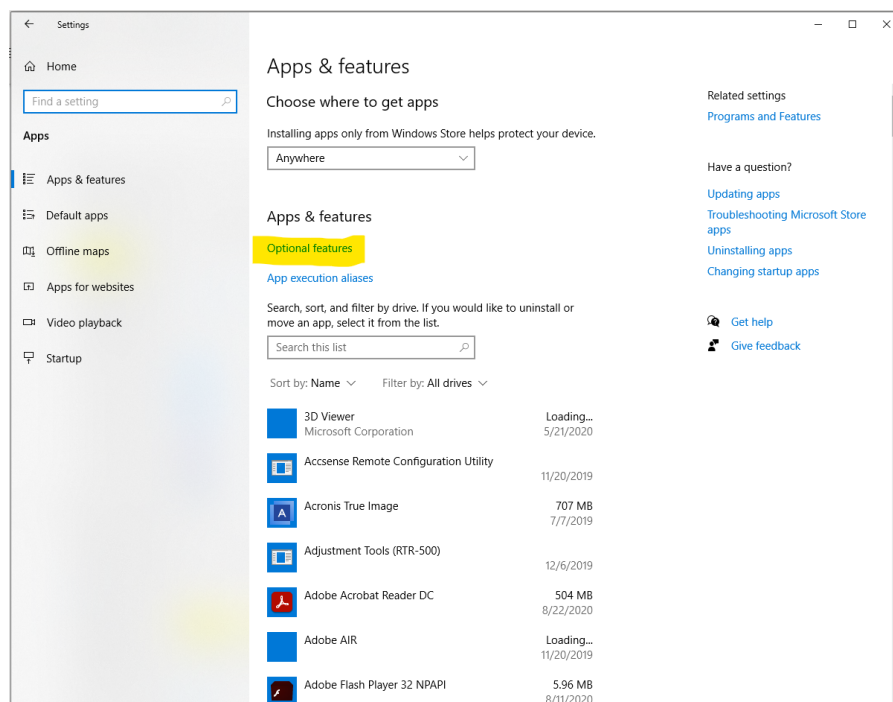 Settings
Home
Find a setting
Apps
Apps & features
Default apps
Offline maps
Apps for websites
Video playback
Startup
Apps & features
Choose where to get apps
Installing apps only from Windows Store helps protect your device.
Anywhere
Apps & features
Optional features
App execution aliases
Search, sort, and filter by drive. If you would like to uninstall or
move an app, select it from the list.
Search this list
Sort by: Name Filter by: All drives
3D Viewer Loading...
Microsoft Corporation 5/21/2020
Accsense Remote Configuration Utility
11/20/2019
Acronis True Image 707 MB
7/7/2019
Adjustment Tools (RTR-500)
12/6/2019
Adobe Acrobat Reader DC 504 MB
8/22/2020
Adobe AIR Loading...
11/20/2019
Adobe Flash Player 32 NPAPI 5.96 MB
8/11/2020
Related settings
Programs and Features
Have a question?
Updating apps
Troubleshooting Microsoft Store
apps
Uninstalling apps
Changing startup apps
Get help
Give feedback